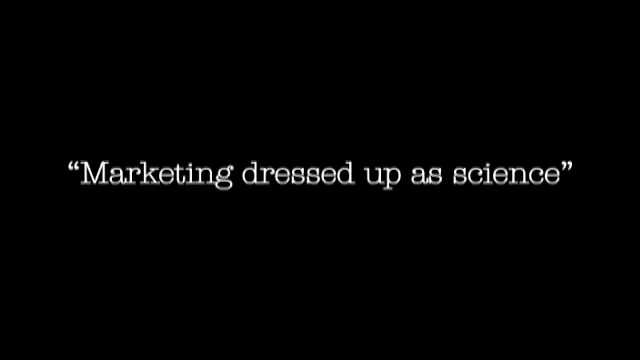 “Marketing dressed up as science”